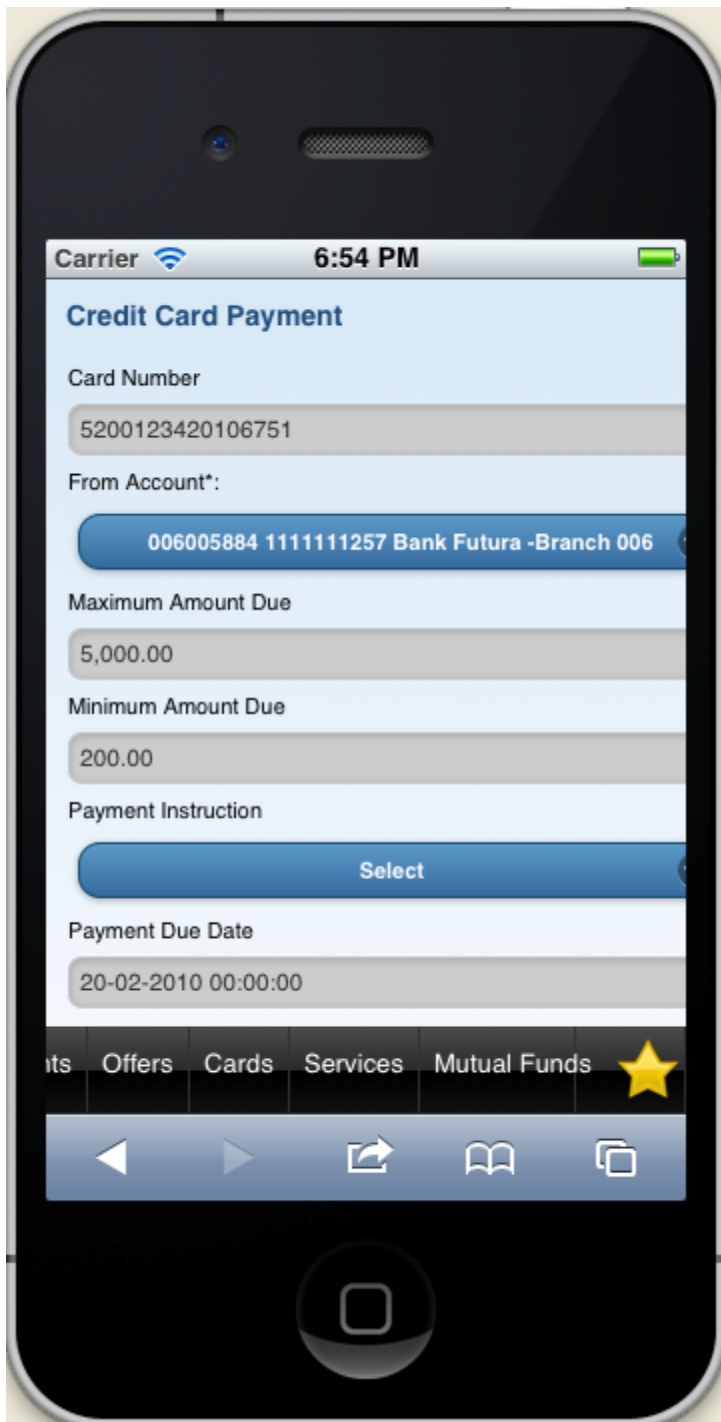 Carrier 6:54 PM
Credit Card Payment
Card Number
5200123420106751
From Account*:
006005884 1111111257 Bank Futura -Branch 006
Maximum Amount Due
5,000.00
Minimum Amount Due
200.00
Payment Instruction
Select
Payment Due Date
20-02-2010 00:00:00
nts Offers Cards Services Mutual Funds